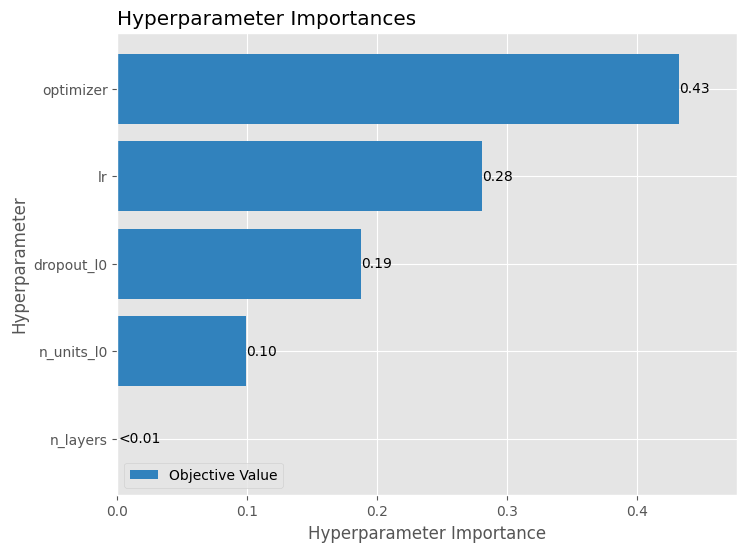 Hyperparameter Importances
Hyperparameter
optimizer
0.43
lr
0.28
dropout_l0
0.19
n_units_l0
0.10
n_layers
<0.01
Objective Value
0.0 0.1 0.2 0.3 0.4
Hyperparameter Importance